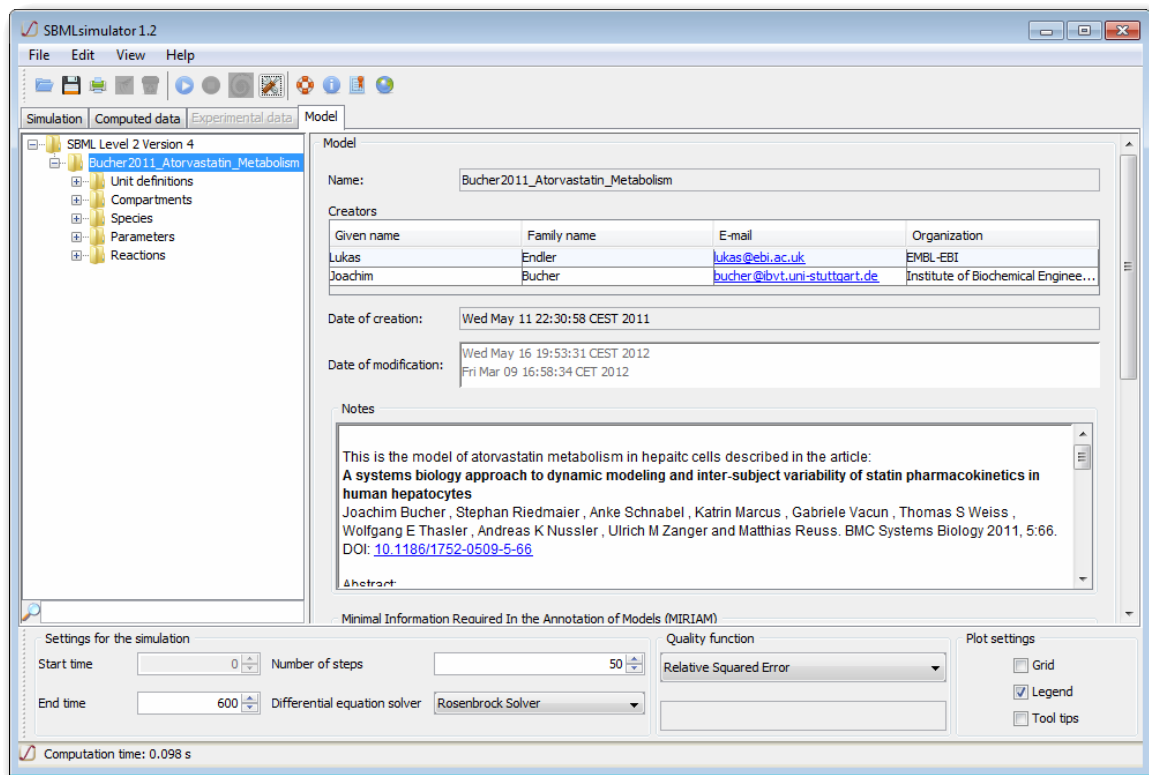 SBMLsimulator 1.2
File Edit View Help
Simulation Computed data Experimental data Model
SBML Level 2 Version 4
Bucher2011_Atorvastatin_Metabolism
Unit definitions
Compartments
Species
Parameters
Reactions
Model
Name: Bucher2011_Atorvastatin_Metabolism
Creators
Given name Family name E-mail Organization
Lukas Endler lukas@ebi.ac.uk EMBL-EBI
Joachim Bucher bucher@ibvt.uni-stuttgart.de Institute of Biochemical Enginee...
Date of creation: Wed May 11 22:30:58 CEST 2011
Date of modification: Wed May 16 19:53:31 CEST 2012
Fri Mar 09 16:58:34 CET 2012
Notes
This is the model of atorvastatin metabolism in hepaitc cells described in the article:
A systems biology approach to dynamic modeling and inter-subject variability of statin pharmacokinetics in
human hepatocytes
Joachim Bucher , Stephan Riedmaier , Anke Schnabel , Katrin Marcus , Gabriele Vacun , Thomas S Weiss ,
Wolfgang E Thasler , Andreas K Nussler , Ulrich M Zanger and Matthias Reuss. BMC Systems Biology 2011, 5:66.
DOI: 10.1186/1752-0509-5-66
Abstract:
Minimal Information Required In the Annotation of Models (MIRIAM)
Settings for the simulation
Start time 0 Number of steps 50
End time 600 Differential equation solver Rosenbrock Solver
Quality function
Relative Squared Error
Plot settings
Grid
Legend
Tool tips
Computation time: 0.098 s